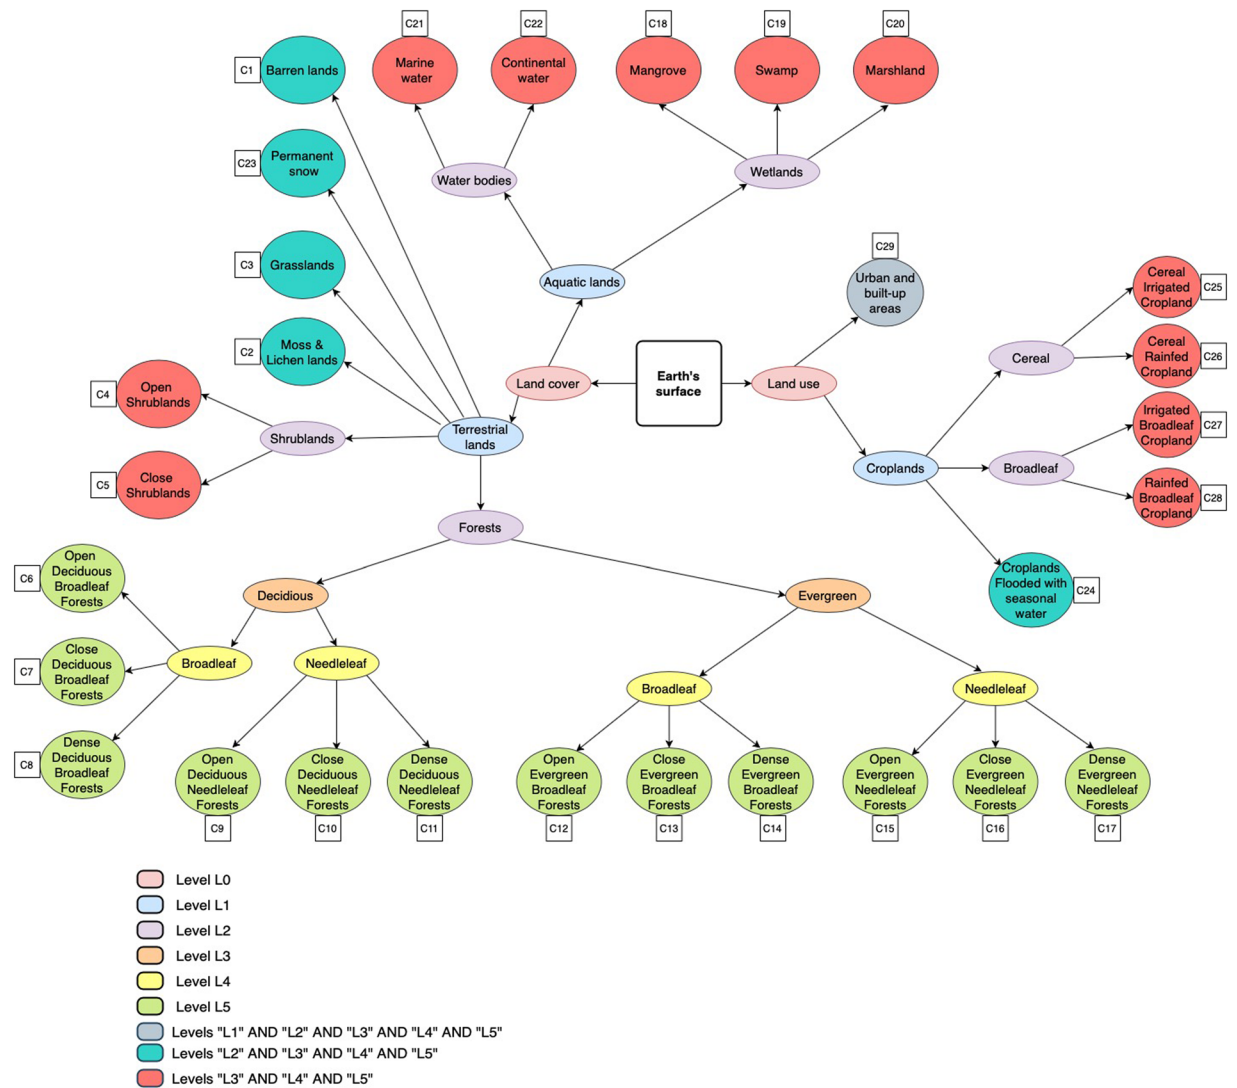 C21
C22
C18
C19
C20
C1
Barren lands
Marine
water
Continental
water
Mangrove
Swamp
Marshland
C23
Permanent
snow
Water bodies
Wetlands
C3
Grasslands
Aquatic lands
C29
Urban and
built-up
areas
Cereal
Irrigated
Cropland
C25
C2
Moss &
Lichen lands
Cereal
Cereal
Rainfed
Cropland
C26
C4
Open
Shrublands
Land cover
Earth's
surface
Land use
Shrublands
Terrestrial
lands
Irrigated
Broadleaf
Cropland
C27
C5
Close
Shrublands
Croplands
Broadleaf
Rainfed
Broadleaf
Cropland
C28
Forests
C6
Open
Deciduous
Broadleaf
Forests
Decidious
Evergreen
Croplands
Flooded with
seasonal
water
C24
C7
Close
Deciduous
Broadleaf
Forests
Broadleaf
Needleleaf
Broadleaf
Needleleaf
C8
Dense
Deciduous
Broadleaf
Forests
Open
Deciduous
Needleleaf
Forests
Close
Deciduous
Needleleaf
Forests
Dense
Deciduous
Needleleaf
Forests
Open
Evergreen
Broadleaf
Forests
Close
Evergreen
Broadleaf
Forests
Dense
Evergreen
Broadleaf
Forests
Open
Evergreen
Needleleaf
Forests
Close
Evergreen
Needleleaf
Forests
Dense
Evergreen
Needleleaf
Forests
C9
C10
C11
C12
C13
C14
C15
C16
C17
Level L0
Level L1
Level L2
Level L3
Level L4
Level L5
Levels "L1" AND "L2" AND "L3" AND "L4" AND "L5"
Levels "L2" AND "L3" AND "L4" AND "L5"
Levels "L3" AND "L4" AND "L5"